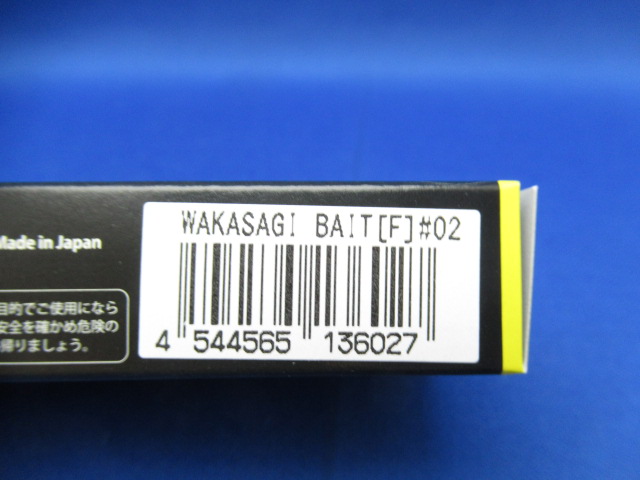 Made in Japan
WAKASAGI BAIT[F]#02
4 544565 136027
目的でご使用になら
安全を確かめ危険の
帰りましょう。